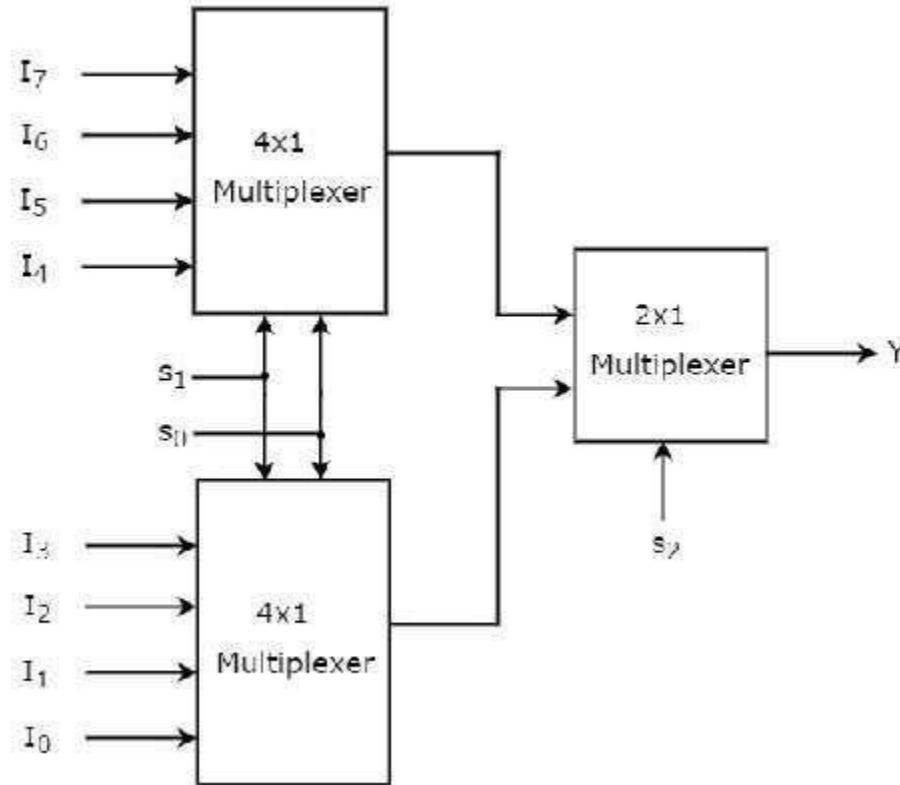 I₇
I₆
I₅
I₄
4x1
Multiplexer
s₁
s₀
2x1
Multiplexer
Y
s₂
I₃
I₂
I₁
I₀
4x1
Multiplexer